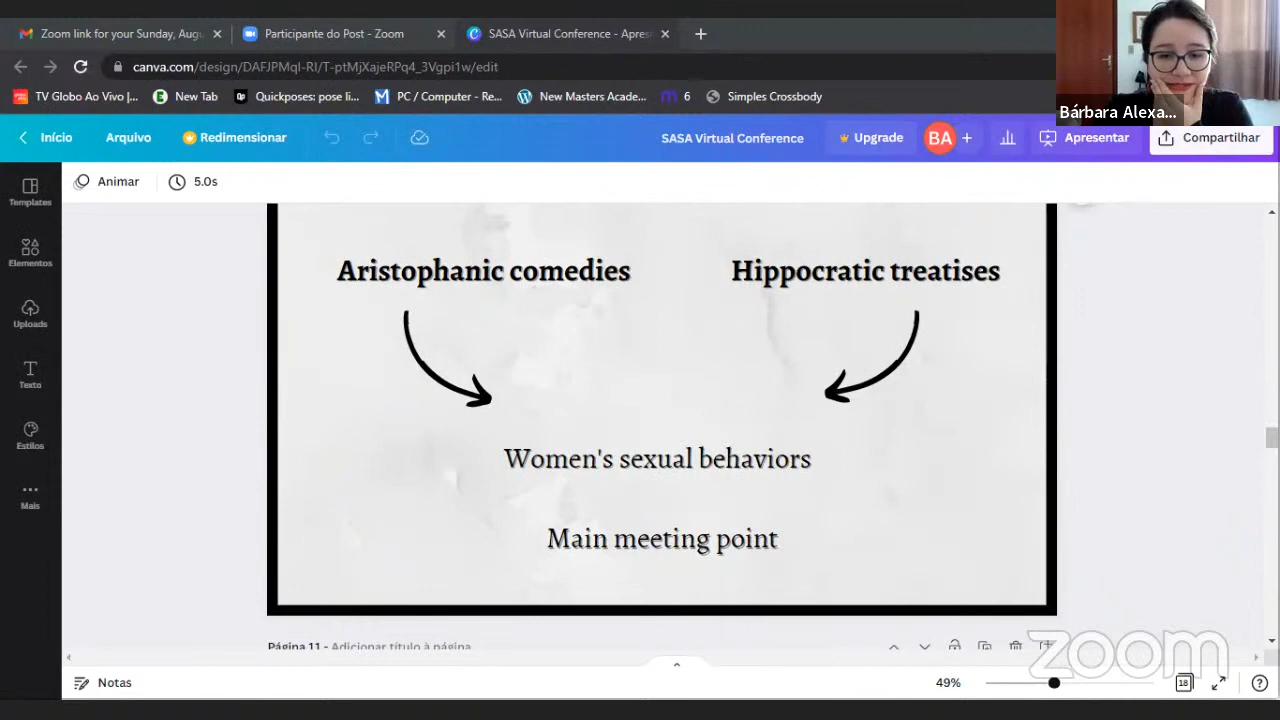 Zoom link for your Sunday, Augu
Participante do Post - Zoom
SASA Virtual Conference - Apres
canva.com/design/DAFJPMqI-RI/T-ptMjXajeRPq4_3Vgpi1w/edit
TV Globo Ao Vivo |...
New Tab
Quickposes: pose li...
PC / Computer - Re...
New Masters Acade...
6
Simples Crossbody
Bárbara Alexa...
Início
Arquivo
Redimensionar
SASA Virtual Conference
Upgrade
BA
Apresentar
Compartilhar
Animar
5.0s
Templates
Elementos
Uploads
Texto
Estilos
Mais
Aristophanic comedies
Hippocratic treatises
Women's sexual behaviors
Main meeting point
Página 11 - Adicionar título à página
zoom
Notas
49%
18